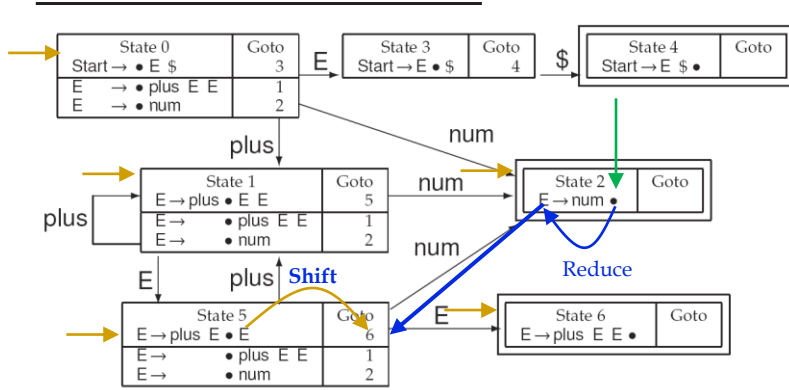 State 0 Goto
Start → • E $ 3
E → • plus E E 1
E → • num 2
E
State 3
Start → E • $ 4
Goto
$
State 4 Goto
Start → E $ •
plus
num
State 1 Goto
E → plus • E E 5
E → • plus E E 1
E → • num 2
plus
num
State 2 Goto
E → num •
num
E
plus
Shift
Reduce
State 5 Goto
E → plus E • E 6
E → • plus E E 1
E → • num 2
E
State 6 Goto
E → plus E E •